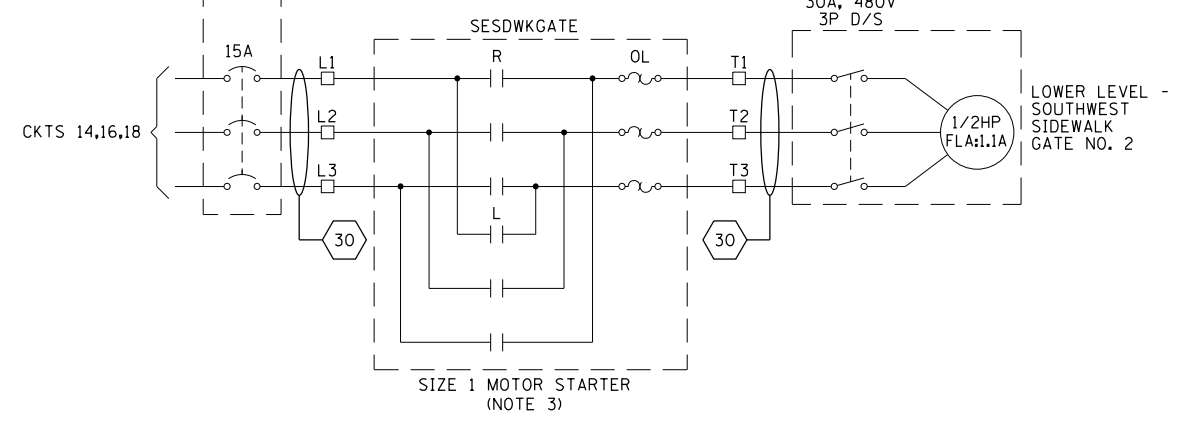 30A, 480V
3P D/S
SESDWKGATE
15A
R
OL
L1
T1
L2
T2
L3
T3
CKTS 14,16,18
1/2HP
FLA:1.1A
LOWER LEVEL -
SOUTHWEST
SIDEWALK
GATE NO. 2
L
30
30
SIZE 1 MOTOR STARTER
(NOTE 3)